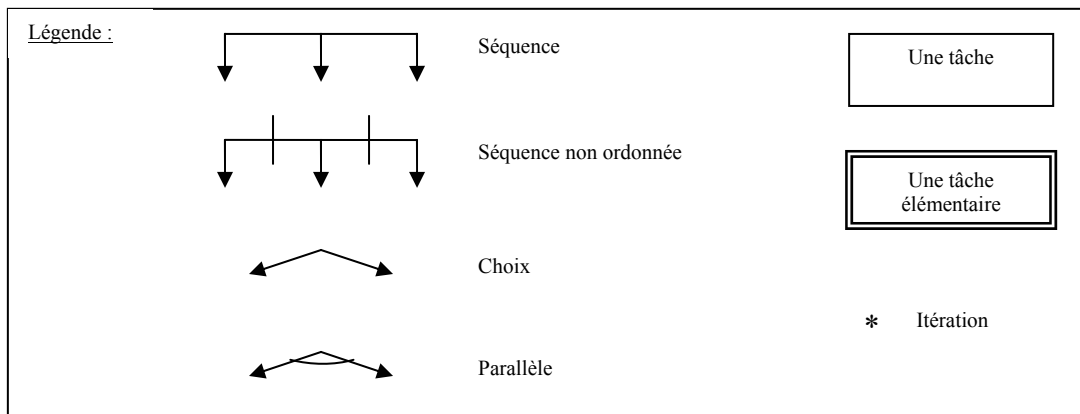 Légende :
Séquence
Une tâche
Séquence non ordonnée
Une tâche
élémentaire
Choix
* Itération
Parallèle